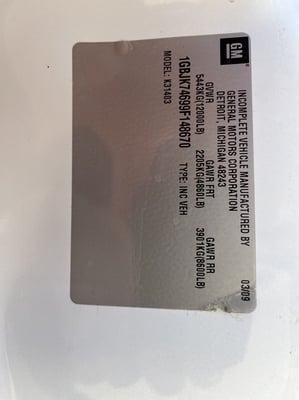 GM
INCOMPLETE VEHICLE MANUFACTURED BY
GENERAL MOTORS CORPORATION
DETROIT, MICHIGAN 48243
03/09
GVWR GAWR FRT GAWR RR
5443KG(12000LB) 2205KG(4860LB) 3901KG(8600LB)
1GBJK74699F148670 TYPE: INC VEH
MODEL: K31403